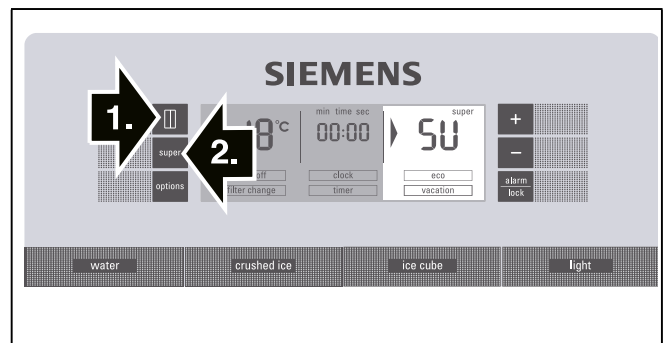 SIEMENS
1.
2.
super
options
18 °C
off
filter change
min time sec
00:00
clock
timer
super
SU
eco
vacation
+
−
alarm
lock
water
crushed ice
ice cube
light